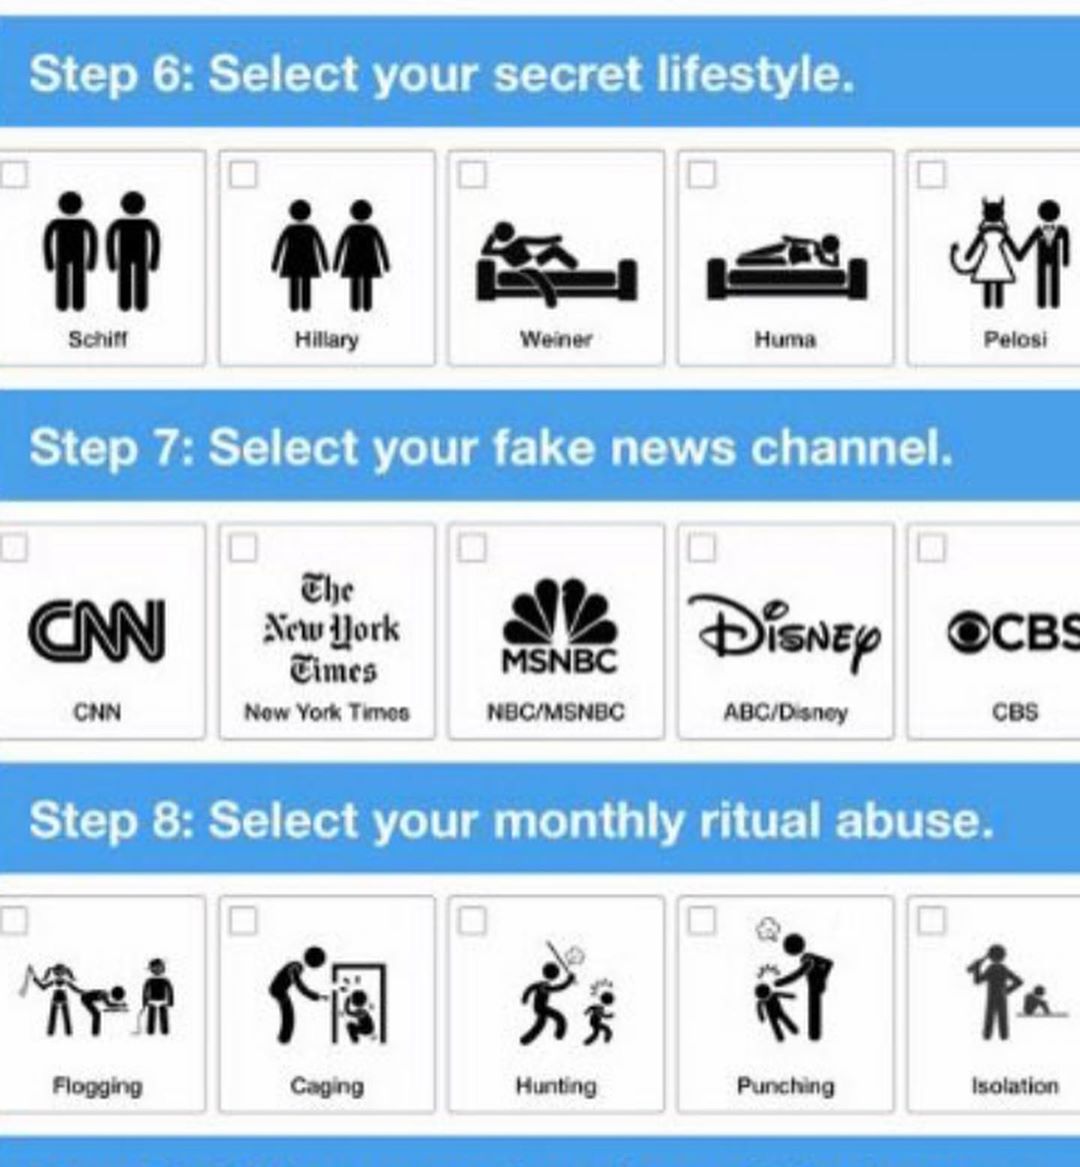 Step 6: Select your secret lifestyle.
Schiff
Hillary
Weiner
Huma
Pelosi
Step 7: Select your fake news channel.
CNN
The
New York
Times
MSNBC
Disney
CBS
CNN
New York Times
NBC/MSNBC
ABC/Disney
CBS
Step 8: Select your monthly ritual abuse.
Flogging
Caging
Hunting
Punching
Isolation